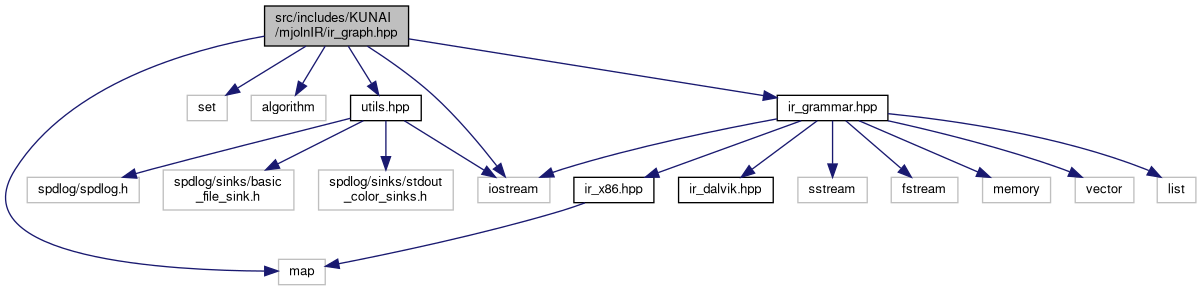 src/includes/KUNAI
/mjolnIR/ir_graph.hpp
set
algorithm
utils.hpp
ir_grammar.hpp
spdlog/spdlog.h
spdlog/sinks/basic
_file_sink.h
spdlog/sinks/stdout
_color_sinks.h
iostream
ir_x86.hpp
ir_dalvik.hpp
sstream
fstream
memory
vector
list
map